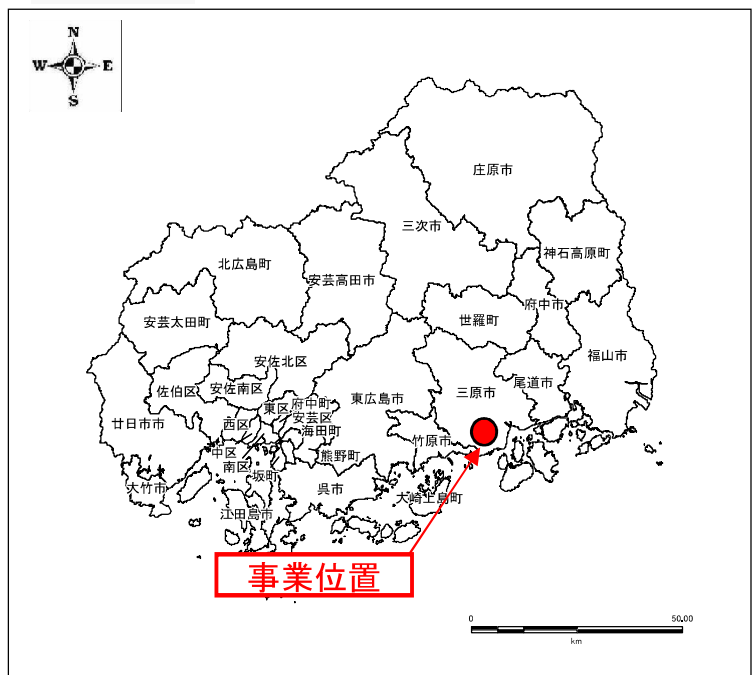 N
W E
S
庄原市
三次市
神石高原町
北広島町
安芸高田市
府中市
安芸太田町
世羅町
福山市
安佐北区
尾道市
佐伯区
安佐南区
三原市
東広島市
東区
府中町
安芸区
廿日市市
西区
海田町
竹原市
中区
熊野町
南区
坂町
大竹市
呉市
大崎上島町
江田島市
事業位置
0 50.00
km